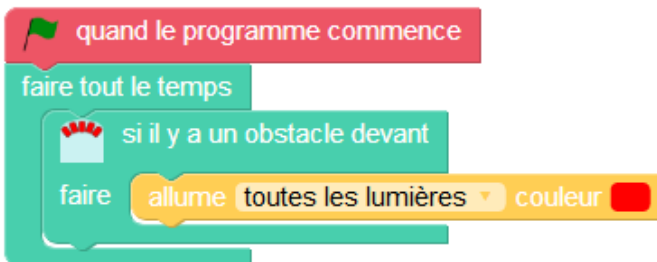 quand le programme commence
faire tout le temps
si il y a un obstacle devant
faire allume toutes les lumières couleur